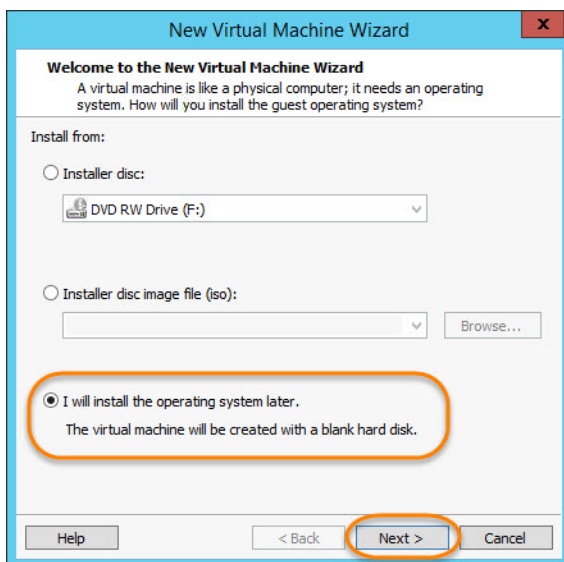 New Virtual Machine Wizard
x
Welcome to the New Virtual Machine Wizard
A virtual machine is like a physical computer; it needs an operating
system. How will you install the guest operating system?
Install from:
Installer disc:
DVD RW Drive (F:)
Installer disc image file (iso):
Browse...
I will install the operating system later.
The virtual machine will be created with a blank hard disk.
Help
< Back
Next >
Cancel